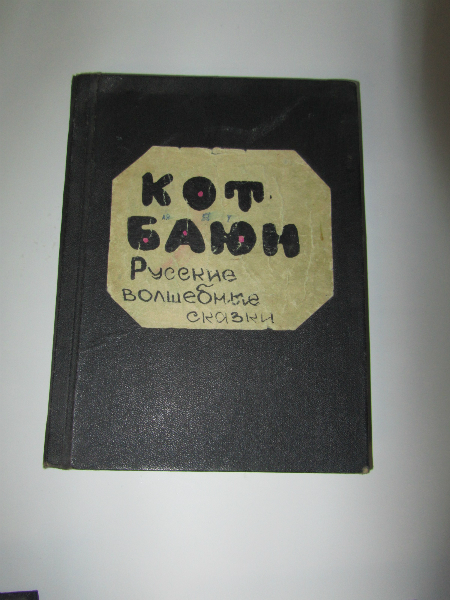 КОТ
БАЮН
Русские
волшебные
сказки